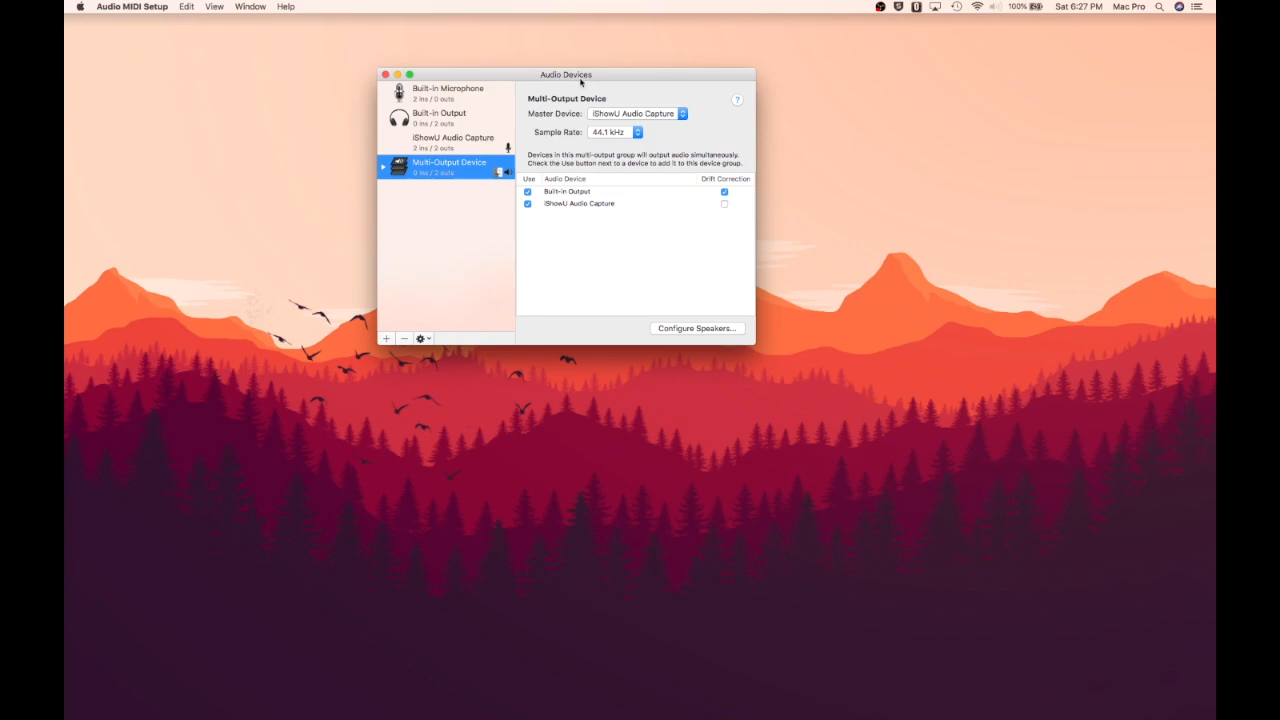 Audio MIDI Setup Edit View Window Help 100% Sat 6:27 PM Mac Pro
Audio Devices
Built-in Microphone
2 ins / 0 outs
Built-in Output
0 ins / 2 outs
iShowU Audio Capture
2 ins / 2 outs
Multi-Output Device
0 ins / 2 outs
Multi-Output Device
?
Master Device: iShowU Audio Capture
Sample Rate: 44.1 kHz
Devices in this multi-output group will output audio simultaneously.
Check the Use button next to a device to add it to this device group.
Use Audio Device Drift Correction
Built-in Output
iShowU Audio Capture
Configure Speakers...